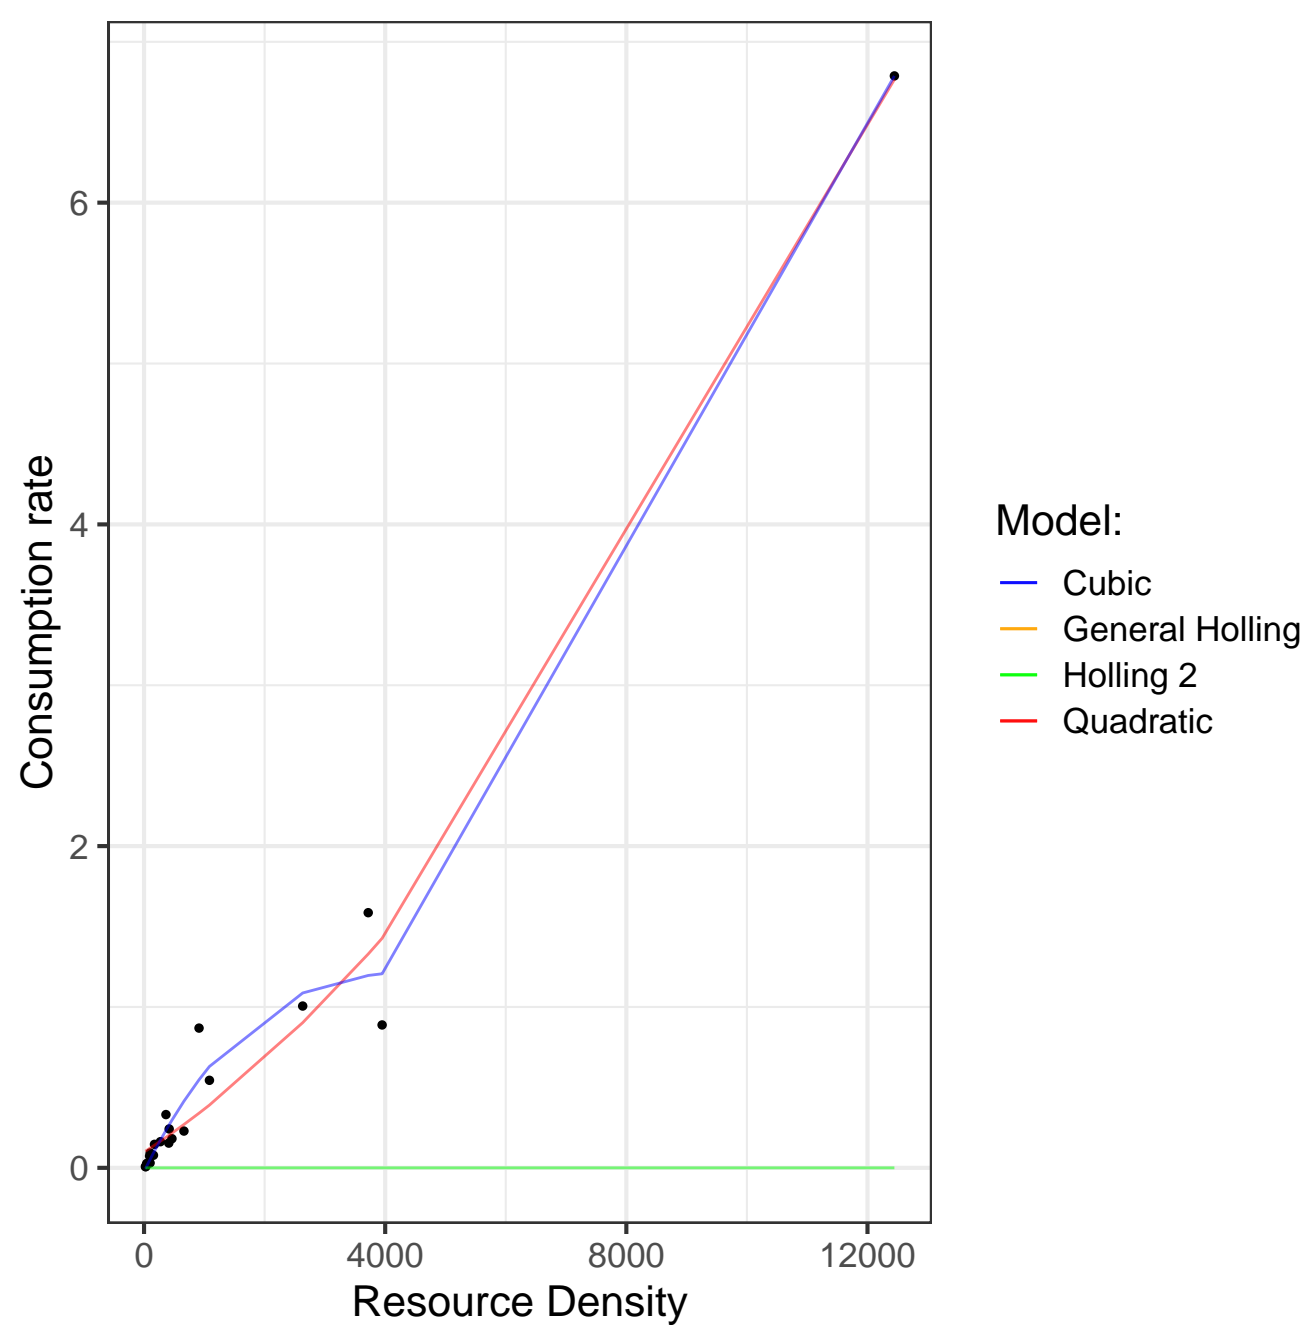 6
4
2
0
Consumption rate
0
4000
8000
12000
Resource Density
Model:
Cubic
General Holling
Holling 2
Quadratic